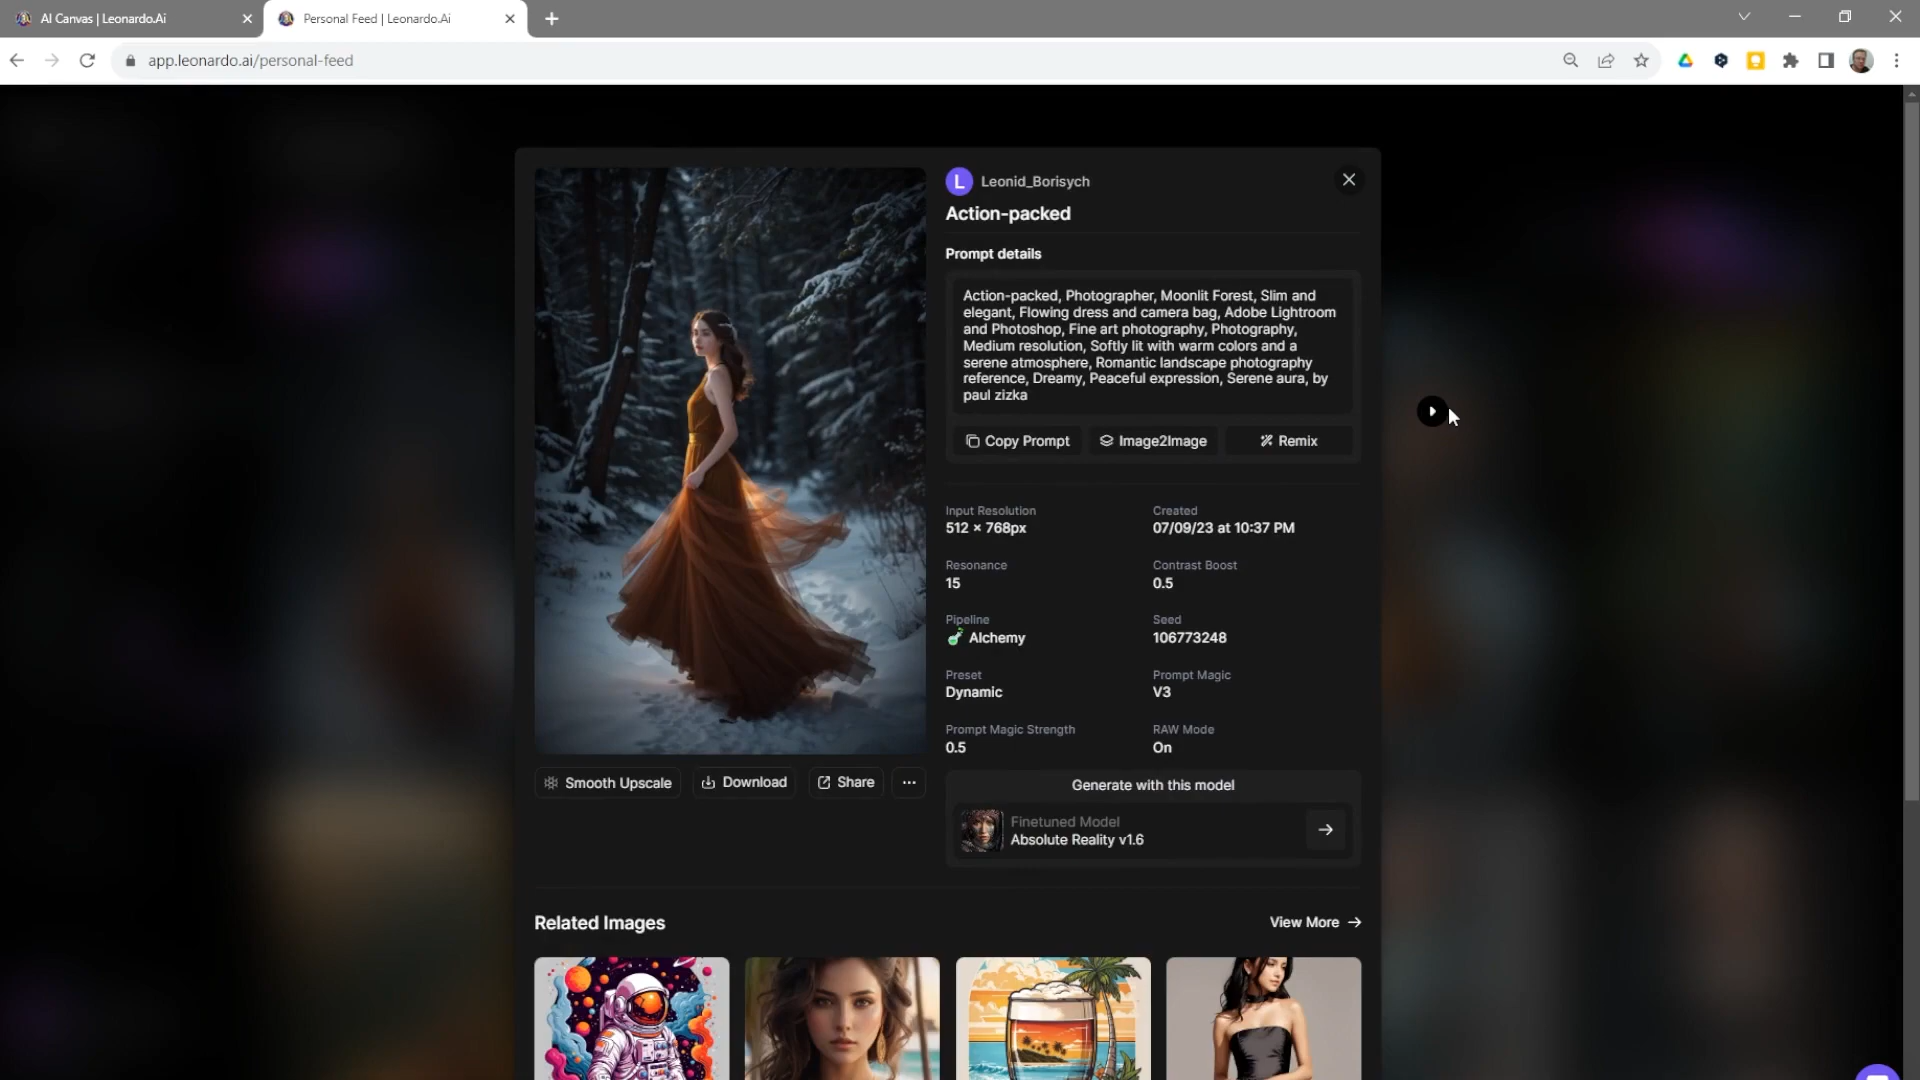 AI Canvas | Leonardo.Ai
Personal Feed | Leonardo.Ai
app.leonardo.ai/personal-feed
L
Leonid_Borisych
Action-packed
Prompt details
Action-packed, Photographer, Moonlit Forest, Slim and
elegant, Flowing dress and camera bag, Adobe Lightroom
and Photoshop, Fine art photography, Photography,
Medium resolution, Softly lit with warm colors and a
serene atmosphere, Romantic landscape photography
reference, Dreamy, Peaceful expression, Serene aura, by
paul zizka
Copy Prompt
Image2Image
Remix
Input Resolution
512 × 768px
Created
07/09/23 at 10:37 PM
Resonance
15
Contrast Boost
0.5
Pipeline
Alchemy
Seed
106773248
Preset
Dynamic
Prompt Magic
V3
Prompt Magic Strength
0.5
RAW Mode
On
Smooth Upscale
Download
Share
Generate with this model
Finetuned Model
Absolute Reality v1.6
Related Images
View More